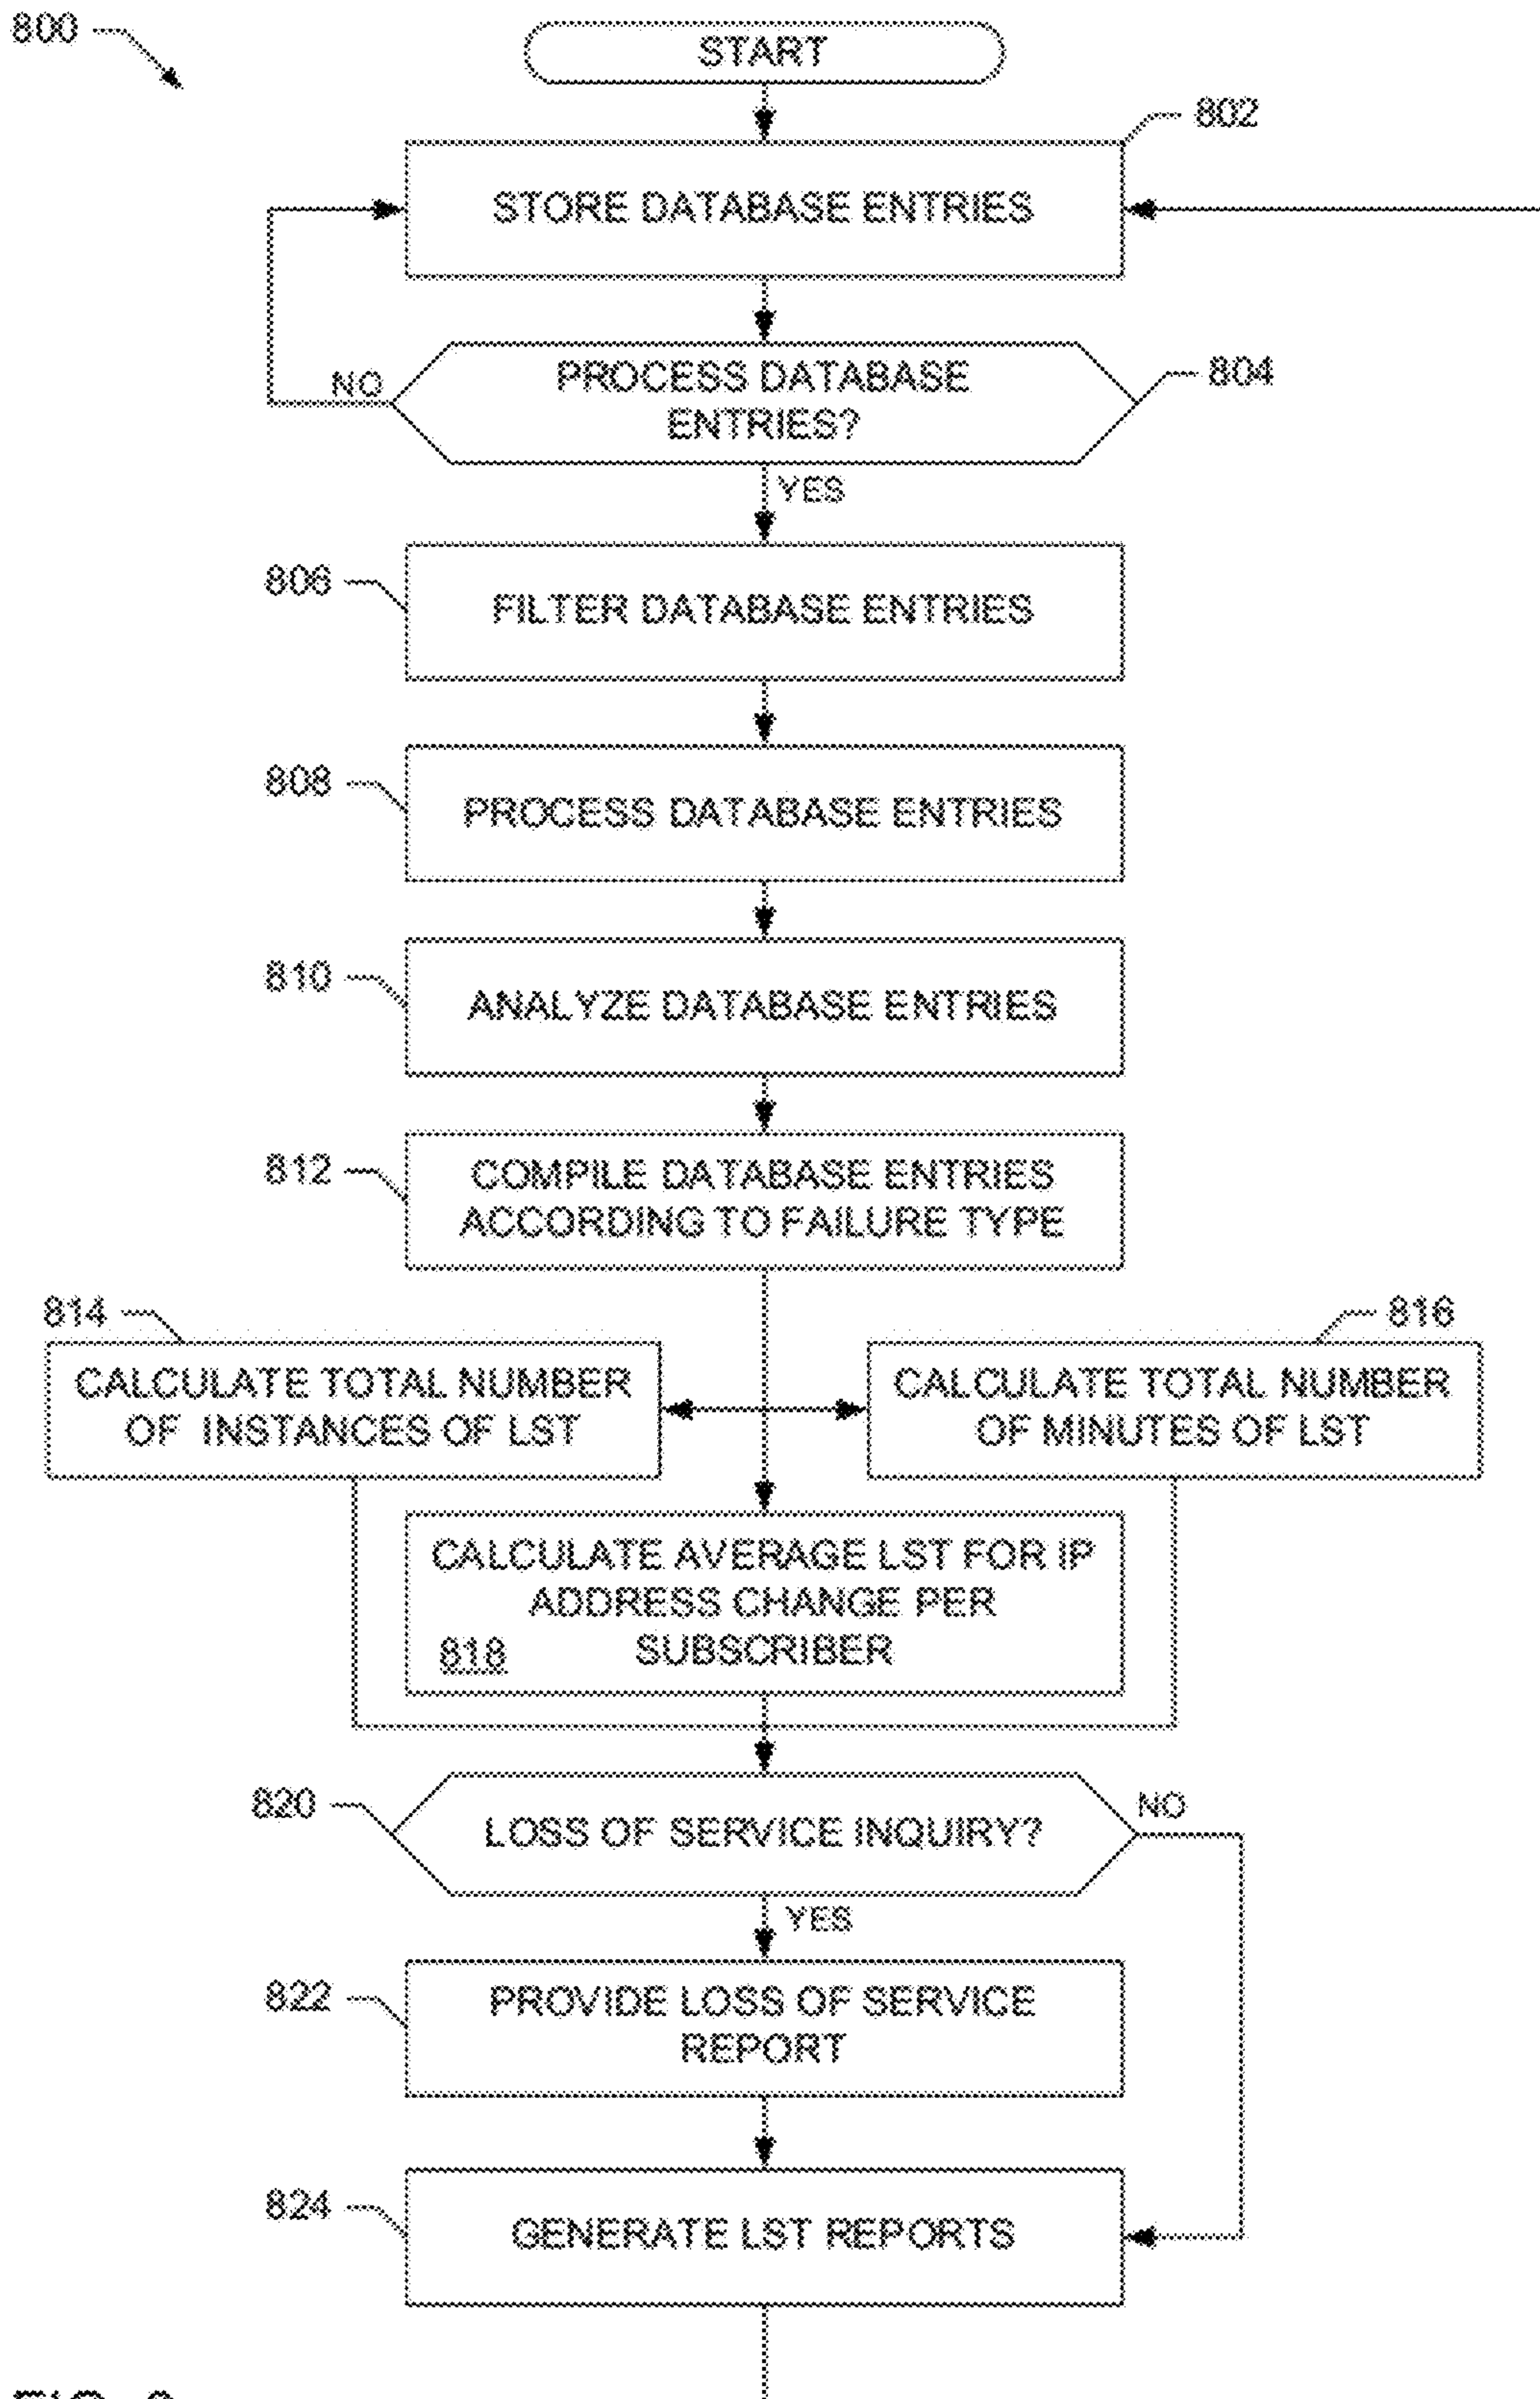 800
START
802
STORE DATABASE ENTRIES
NO
PROCESS DATABASE
ENTRIES?
804
YES
806
FILTER DATABASE ENTRIES
808
PROCESS DATABASE ENTRIES
810
ANALYZE DATABASE ENTRIES
812
COMPILE DATABASE ENTRIES
ACCORDING TO FAILURE TYPE
814
CALCULATE TOTAL NUMBER
OF INSTANCES OF LST
816
CALCULATE TOTAL NUMBER
OF MINUTES OF LST
CALCULATE AVERAGE LST FOR IP
ADDRESS CHANGE PER
SUBSCRIBER
818
820
LOSS OF SERVICE INQUIRY?
NO
YES
822
PROVIDE LOSS OF SERVICE
REPORT
824
GENERATE LST REPORTS